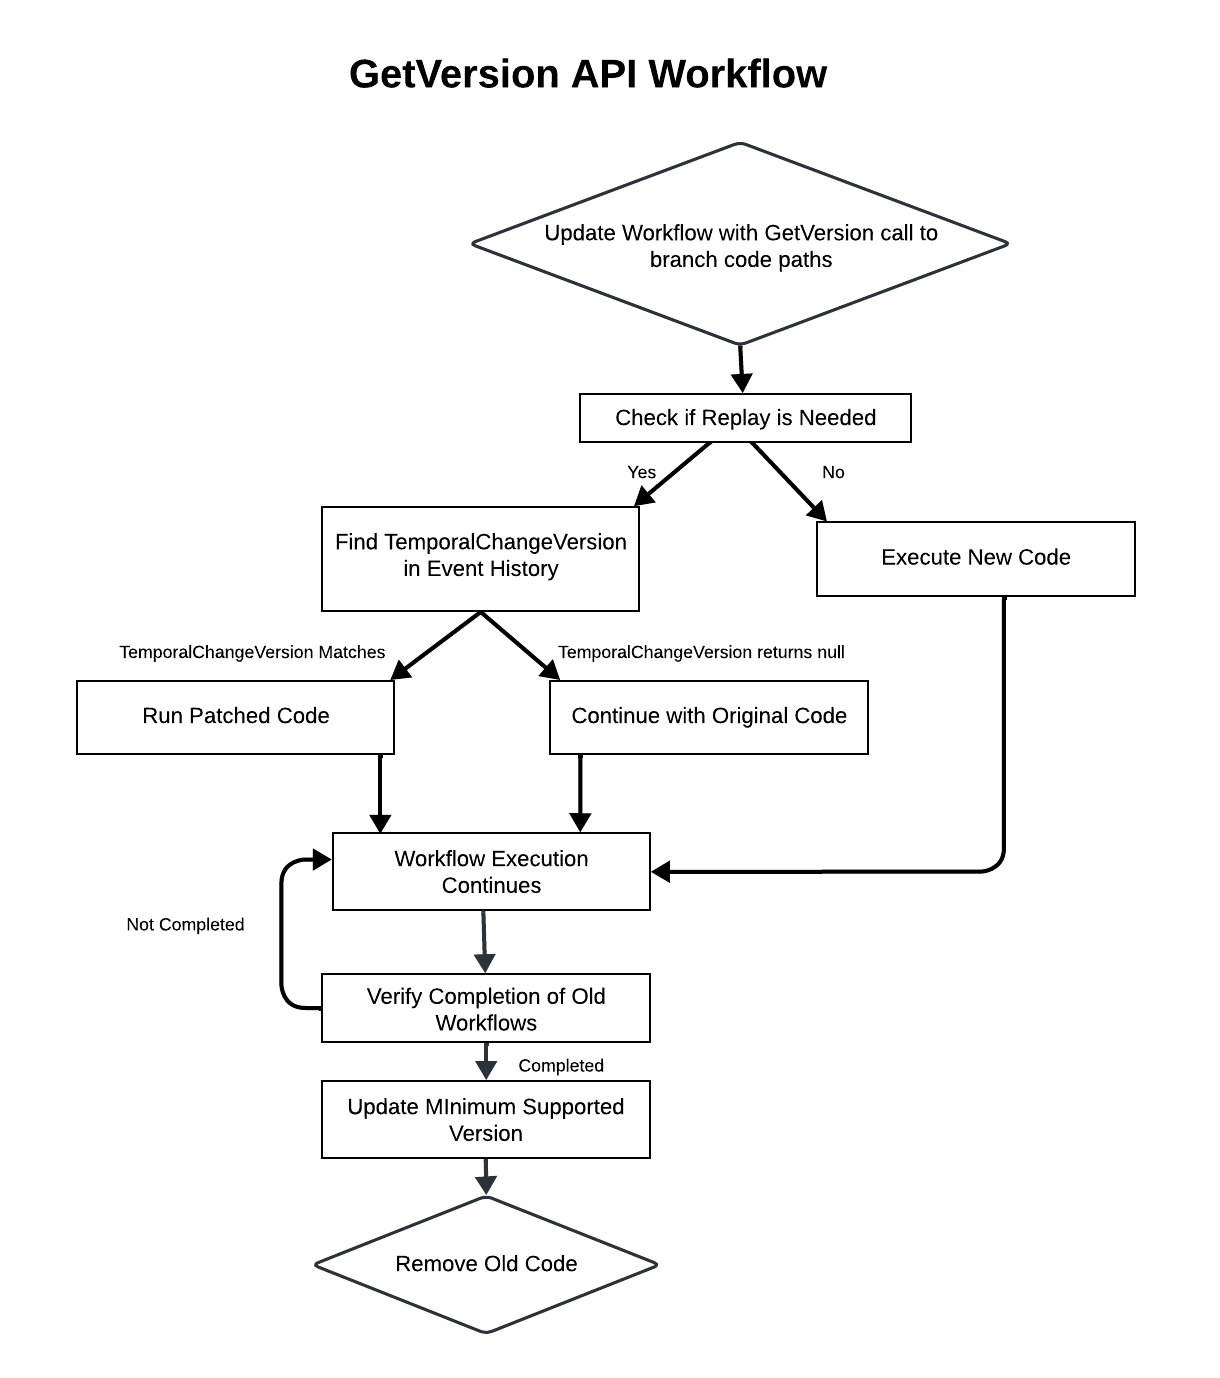 GetVersion API Workflow
Update Workflow with GetVersion call to
branch code paths
Check if Replay is Needed
Yes
No
Find TemporalChangeVersion
in Event History
Execute New Code
TemporalChangeVersion Matches
TemporalChangeVersion returns null
Run Patched Code
Continue with Original Code
Workflow Execution
Continues
Not Completed
Verify Completion of Old
Workflows
Completed
Update MInimum Supported
Version
Remove Old Code